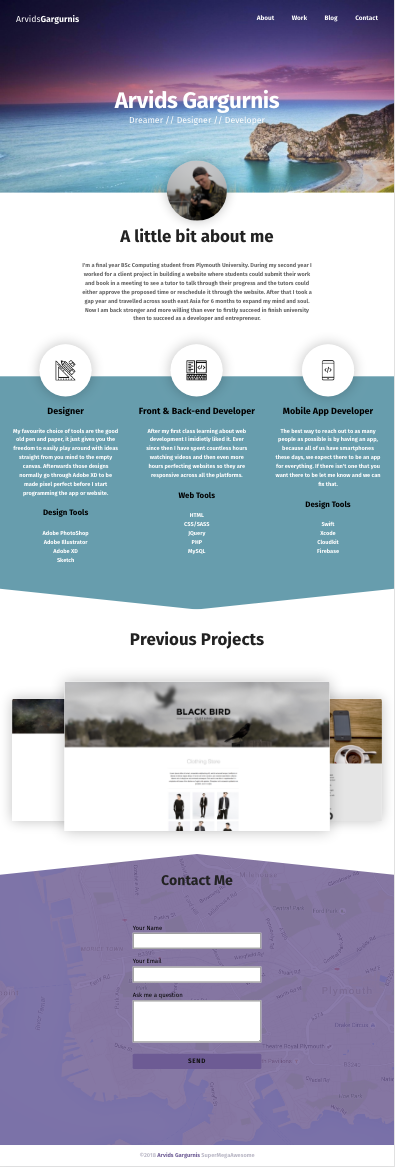 ArvidsGargurnis
About Work Blog Contact
Arvids Gargurnis
Dreamer // Designer // Developer
A little bit about me
I'm a final year BSc Computing student from Plymouth University. During my second year I
worked for a client project in building a website where students could submit their work
and book in a meeting to see a tutor to talk through their progress and the tutors could
either approve the proposed time or reschedule it through the website. After that I took a
gap year and travelled across south east Asia for 6 months to expand my mind and soul.
Now I am back stronger and more willing than ever to firstly succeed in finish university
then to succeed as a developer and entrepreneur.
Designer
My favourite choice of tools are the good
old pen and paper, it just gives you the
freedom to easily play around with ideas
straight from you mind to the empty
canvas. Afterwards those designs
normally go through Adobe XD to be
made pixel perfect before I start
programming the app or website.
Design Tools
Adobe PhotoShop
Adobe Illustrator
Adobe XD
Sketch
Front & Back-end Developer
After my first class learning about web
development I imidietly liked it. Ever
since then I have spent countless hours
watching videos and then even more
hours perfecting websites so they are
responsive across all the platforms.
Web Tools
HTML
CSS/SASS
jQuery
PHP
MySQL
Mobile App Developer
The best way to reach out to as many
people as possible is by having an app,
because all of us have smartphones
these days, we expect there to be an app
for everything. If there isn't one that you
want there to be let me know and we can
fix that.
Design Tools
Swift
Xcode
Cloudkit
Firebase
Previous Projects
BLACK BIRD
Clothing Store
Contact Me
Your Name
Your Email
Ask me a question
SEND
Plymouth
©2018 Arvids Gargurnis SuperMegaAwesome